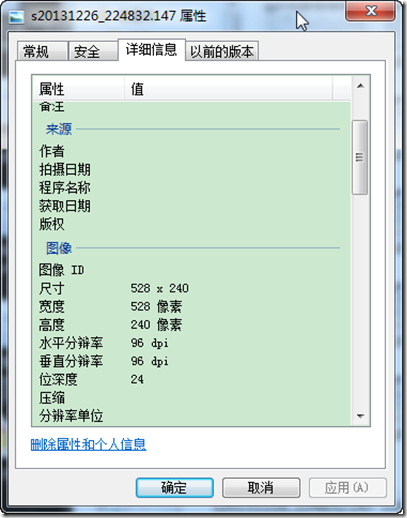 s20131226_224832.147 属性
常规 安全 详细信息 以前的版本
属性 值
备注
来源
作者
拍摄日期
程序名称
获取日期
版权
图像
图像 ID
尺寸 528 x 240
宽度 528 像素
高度 240 像素
水平分辨率 96 dpi
垂直分辨率 96 dpi
位深度 24
压缩
分辨率单位
删除属性和个人信息
确定 取消 应用(A)